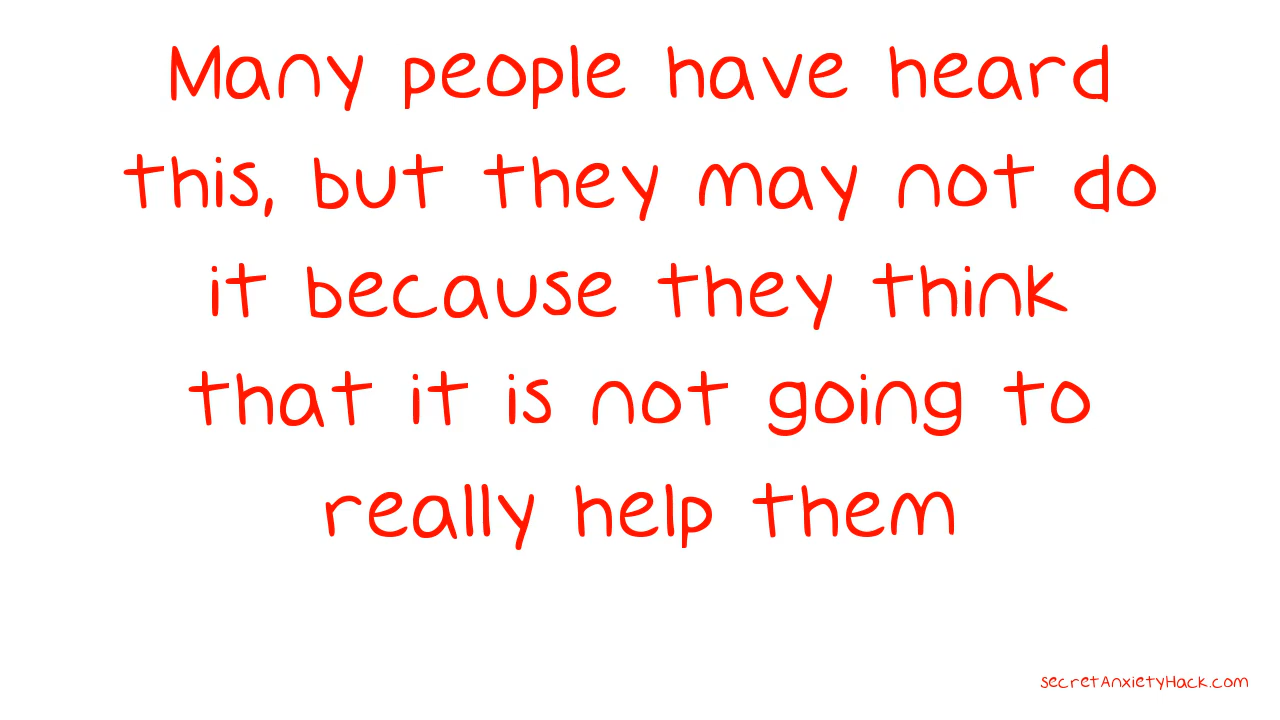 Many people have heard
this, but they may not do
it because they think
that it is not going to
really help them
secretAnxietyHack.com